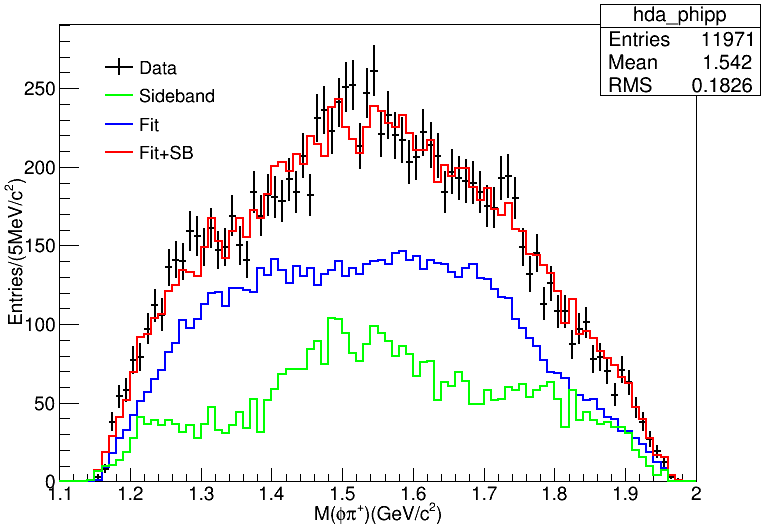 hda_phipp
Entries 11971
Mean 1.542
RMS 0.1826
Data
Sideband
Fit
Fit+SB
Entries/(5MeV/c²)
250
200
150
100
50
0
1.1 1.2 1.3 1.4 1.5 1.6 1.7 1.8 1.9 2
M(ϕπ⁺)(GeV/c²)